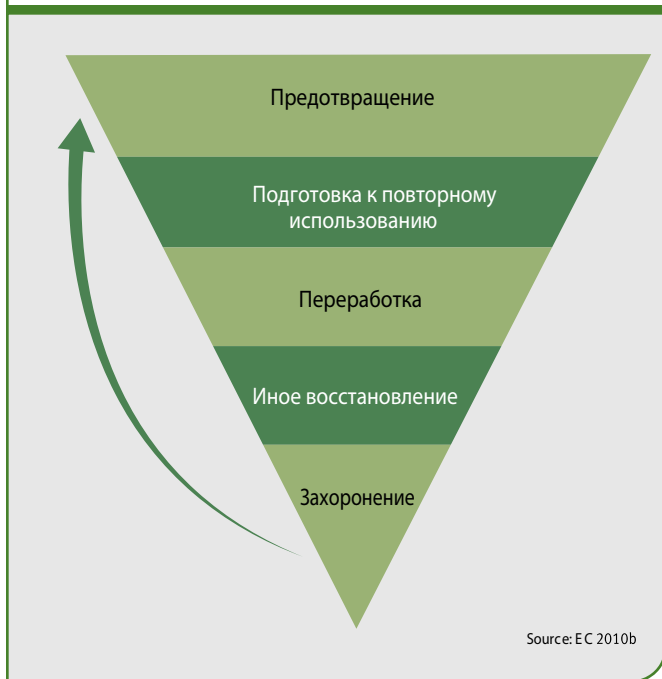 Предотвращение
Подготовка к повторному
использованию
Переработка
Иное восстановление
Захоронение
Source: EC 2010b